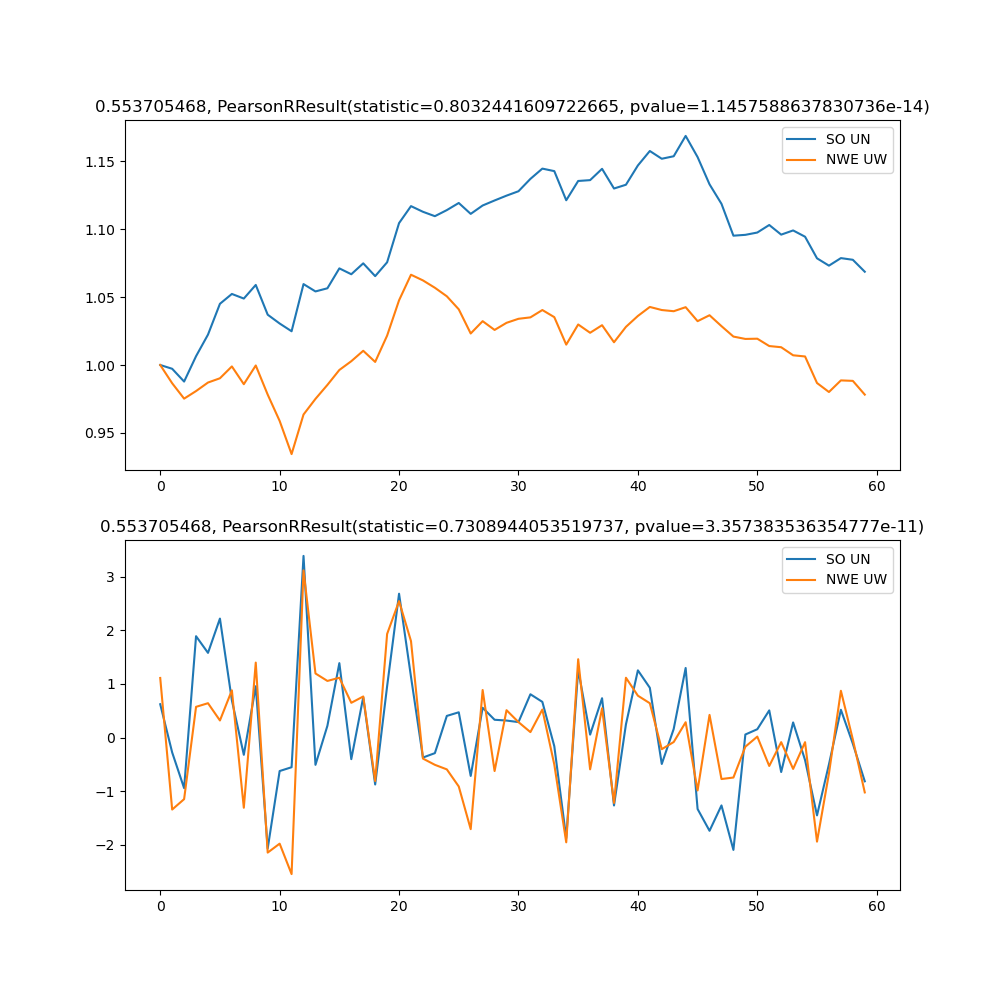 0.553705468, PearsonRResult(statistic=0.8032441609722665, pvalue=1.1457588637830736e-14)
SO UN
NWE UW
1.15
1.10
1.05
1.00
0.95
0 10 20 30 40 50 60
0.553705468, PearsonRResult(statistic=0.7308944053519737, pvalue=3.357383536354777e-11)
SO UN
NWE UW
3
2
1
0
−1
−2
0 10 20 30 40 50 60